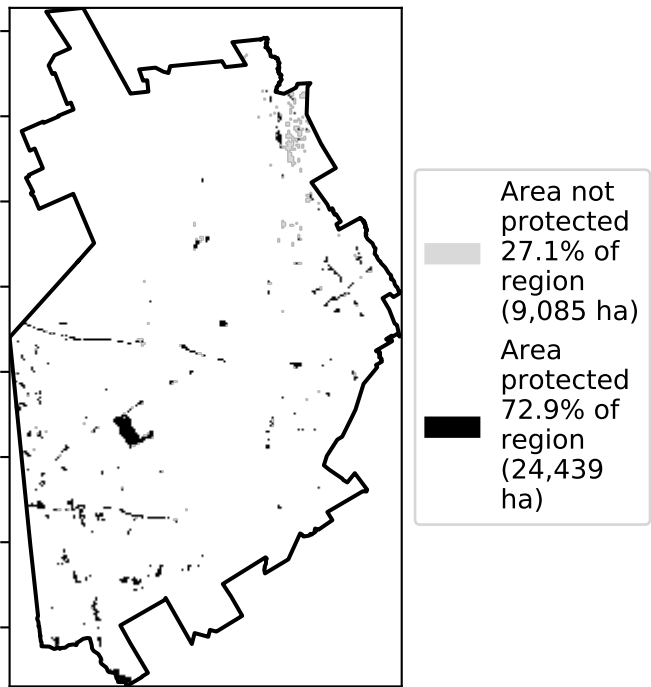 Area not
protected
27.1% of
region
(9,085 ha)
Area
protected
72.9% of
region
(24,439
ha)